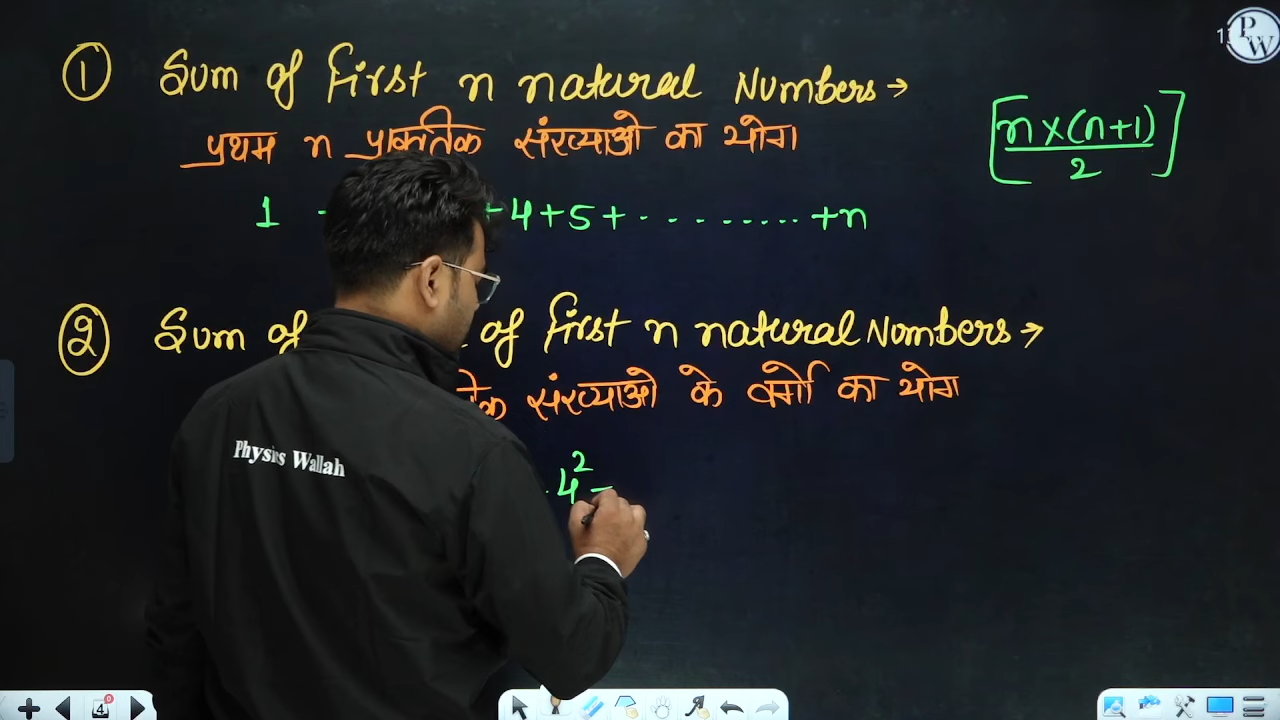 ① Sum of first n natural Numbers →
प्रथम n प्राकृतिक संख्याओ का योग
[n×(n+1)/2]
1 +4+5+.........+n
② Sum of of first n natural Numbers →
संख्याओ के वर्गो का योग
4² -
Physics Wallah
PW
4